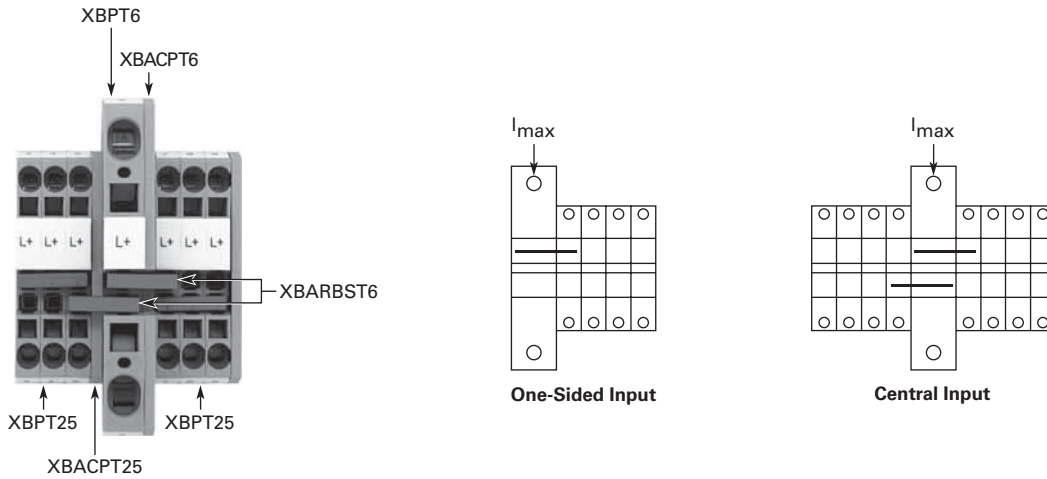 XBPT6
XBACPT6
L+ L+ L+ L+ L+ L+ L+
XBARBST6
XBPT25
XBPT25
XBACPT25
Imax
One-Sided Input
Imax
Central Input